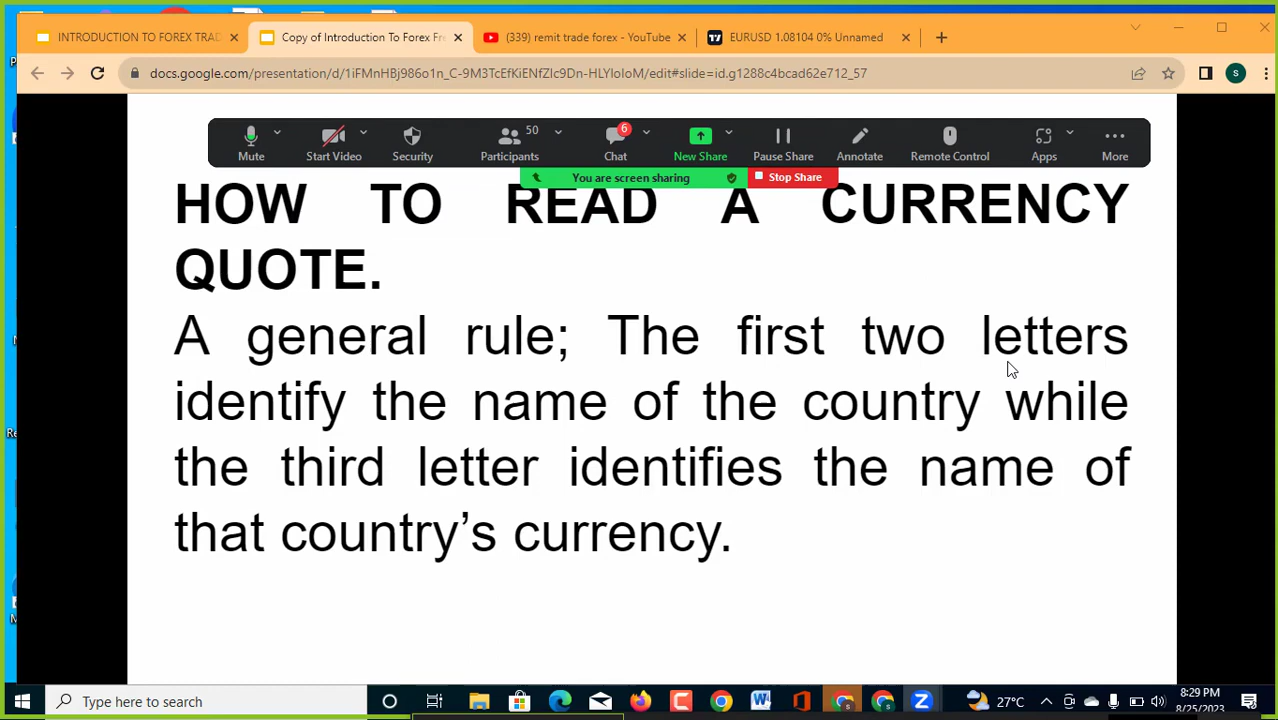 INTRODUCTION TO FOREX TRAD
Copy of Introduction To Forex Fre
(339) remit trade forex - YouTube
EURUSD 1.08104 0% Unnamed
docs.google.com/presentation/d/1iFMnHBj986o1n_C-9M3TcEfKiENfZlc9Dn-HLYloloM/edit#slide=id.g1288c4bcad62e712_57
50
6
Mute Start Video Security Participants Chat New Share Pause Share Annotate Remote Control Apps More
You are screen sharing Stop Share
HOW TO READ A CURRENCY
QUOTE.
A general rule; The first two letters
identify the name of the country while
the third letter identifies the name of
that country’s currency.
Type here to search
27°C
8:29 PM
8/25/2023